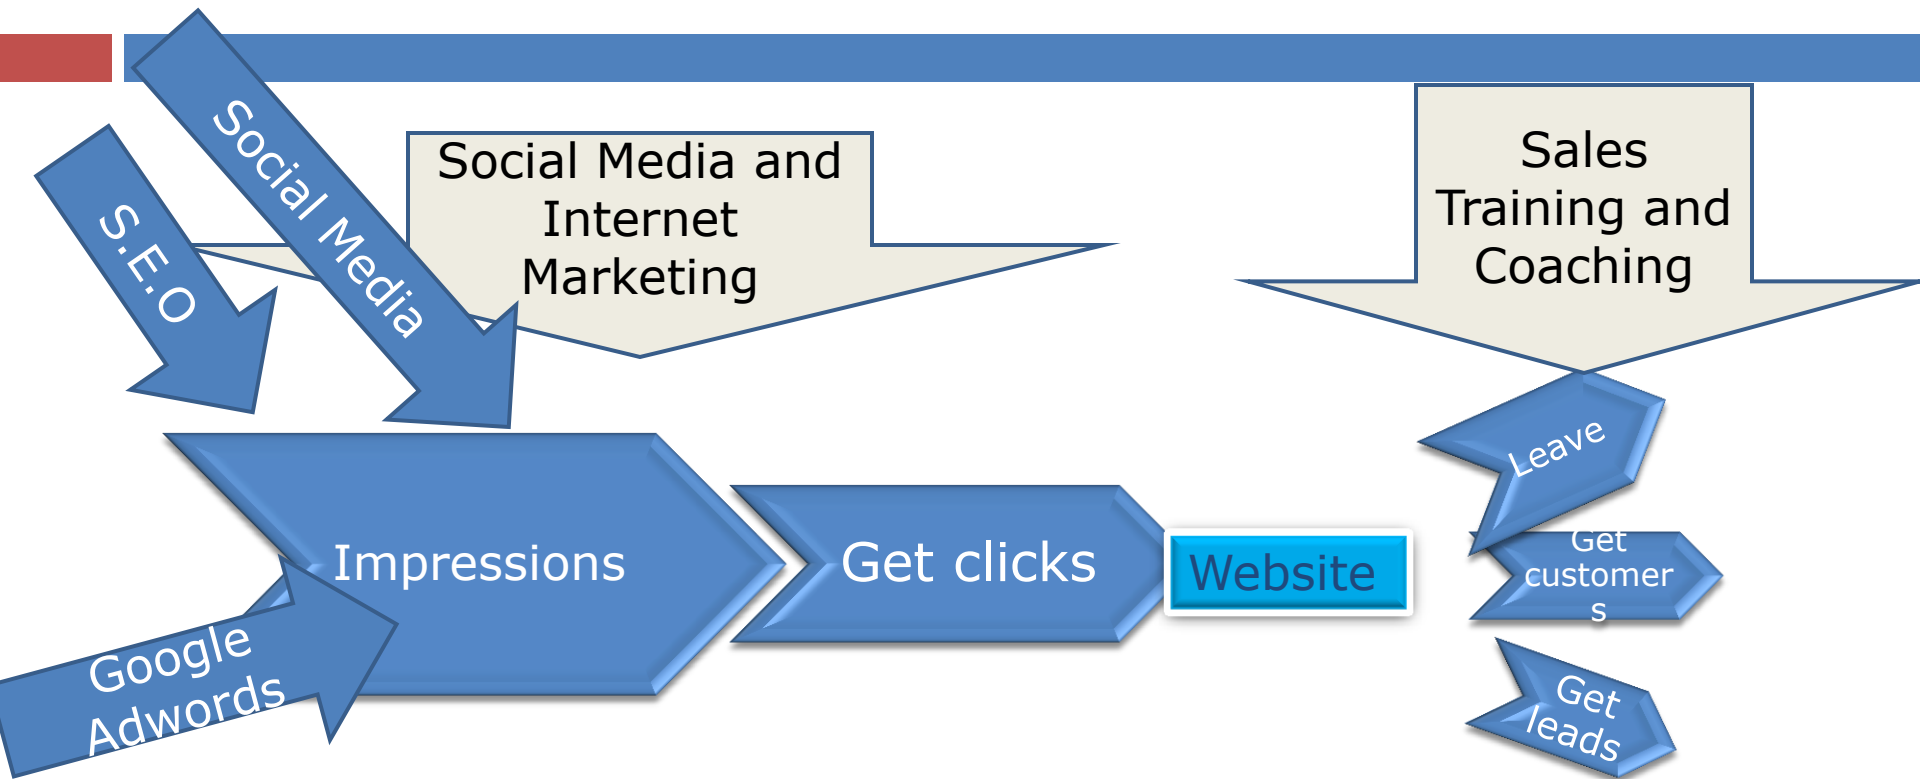 Social Media
S.E.O
Social Media and
Internet
Marketing
Sales
Training and
Coaching
Impressions
Get clicks
Website
Leave
Get
customer
s
Get
leads
Google
Adwords